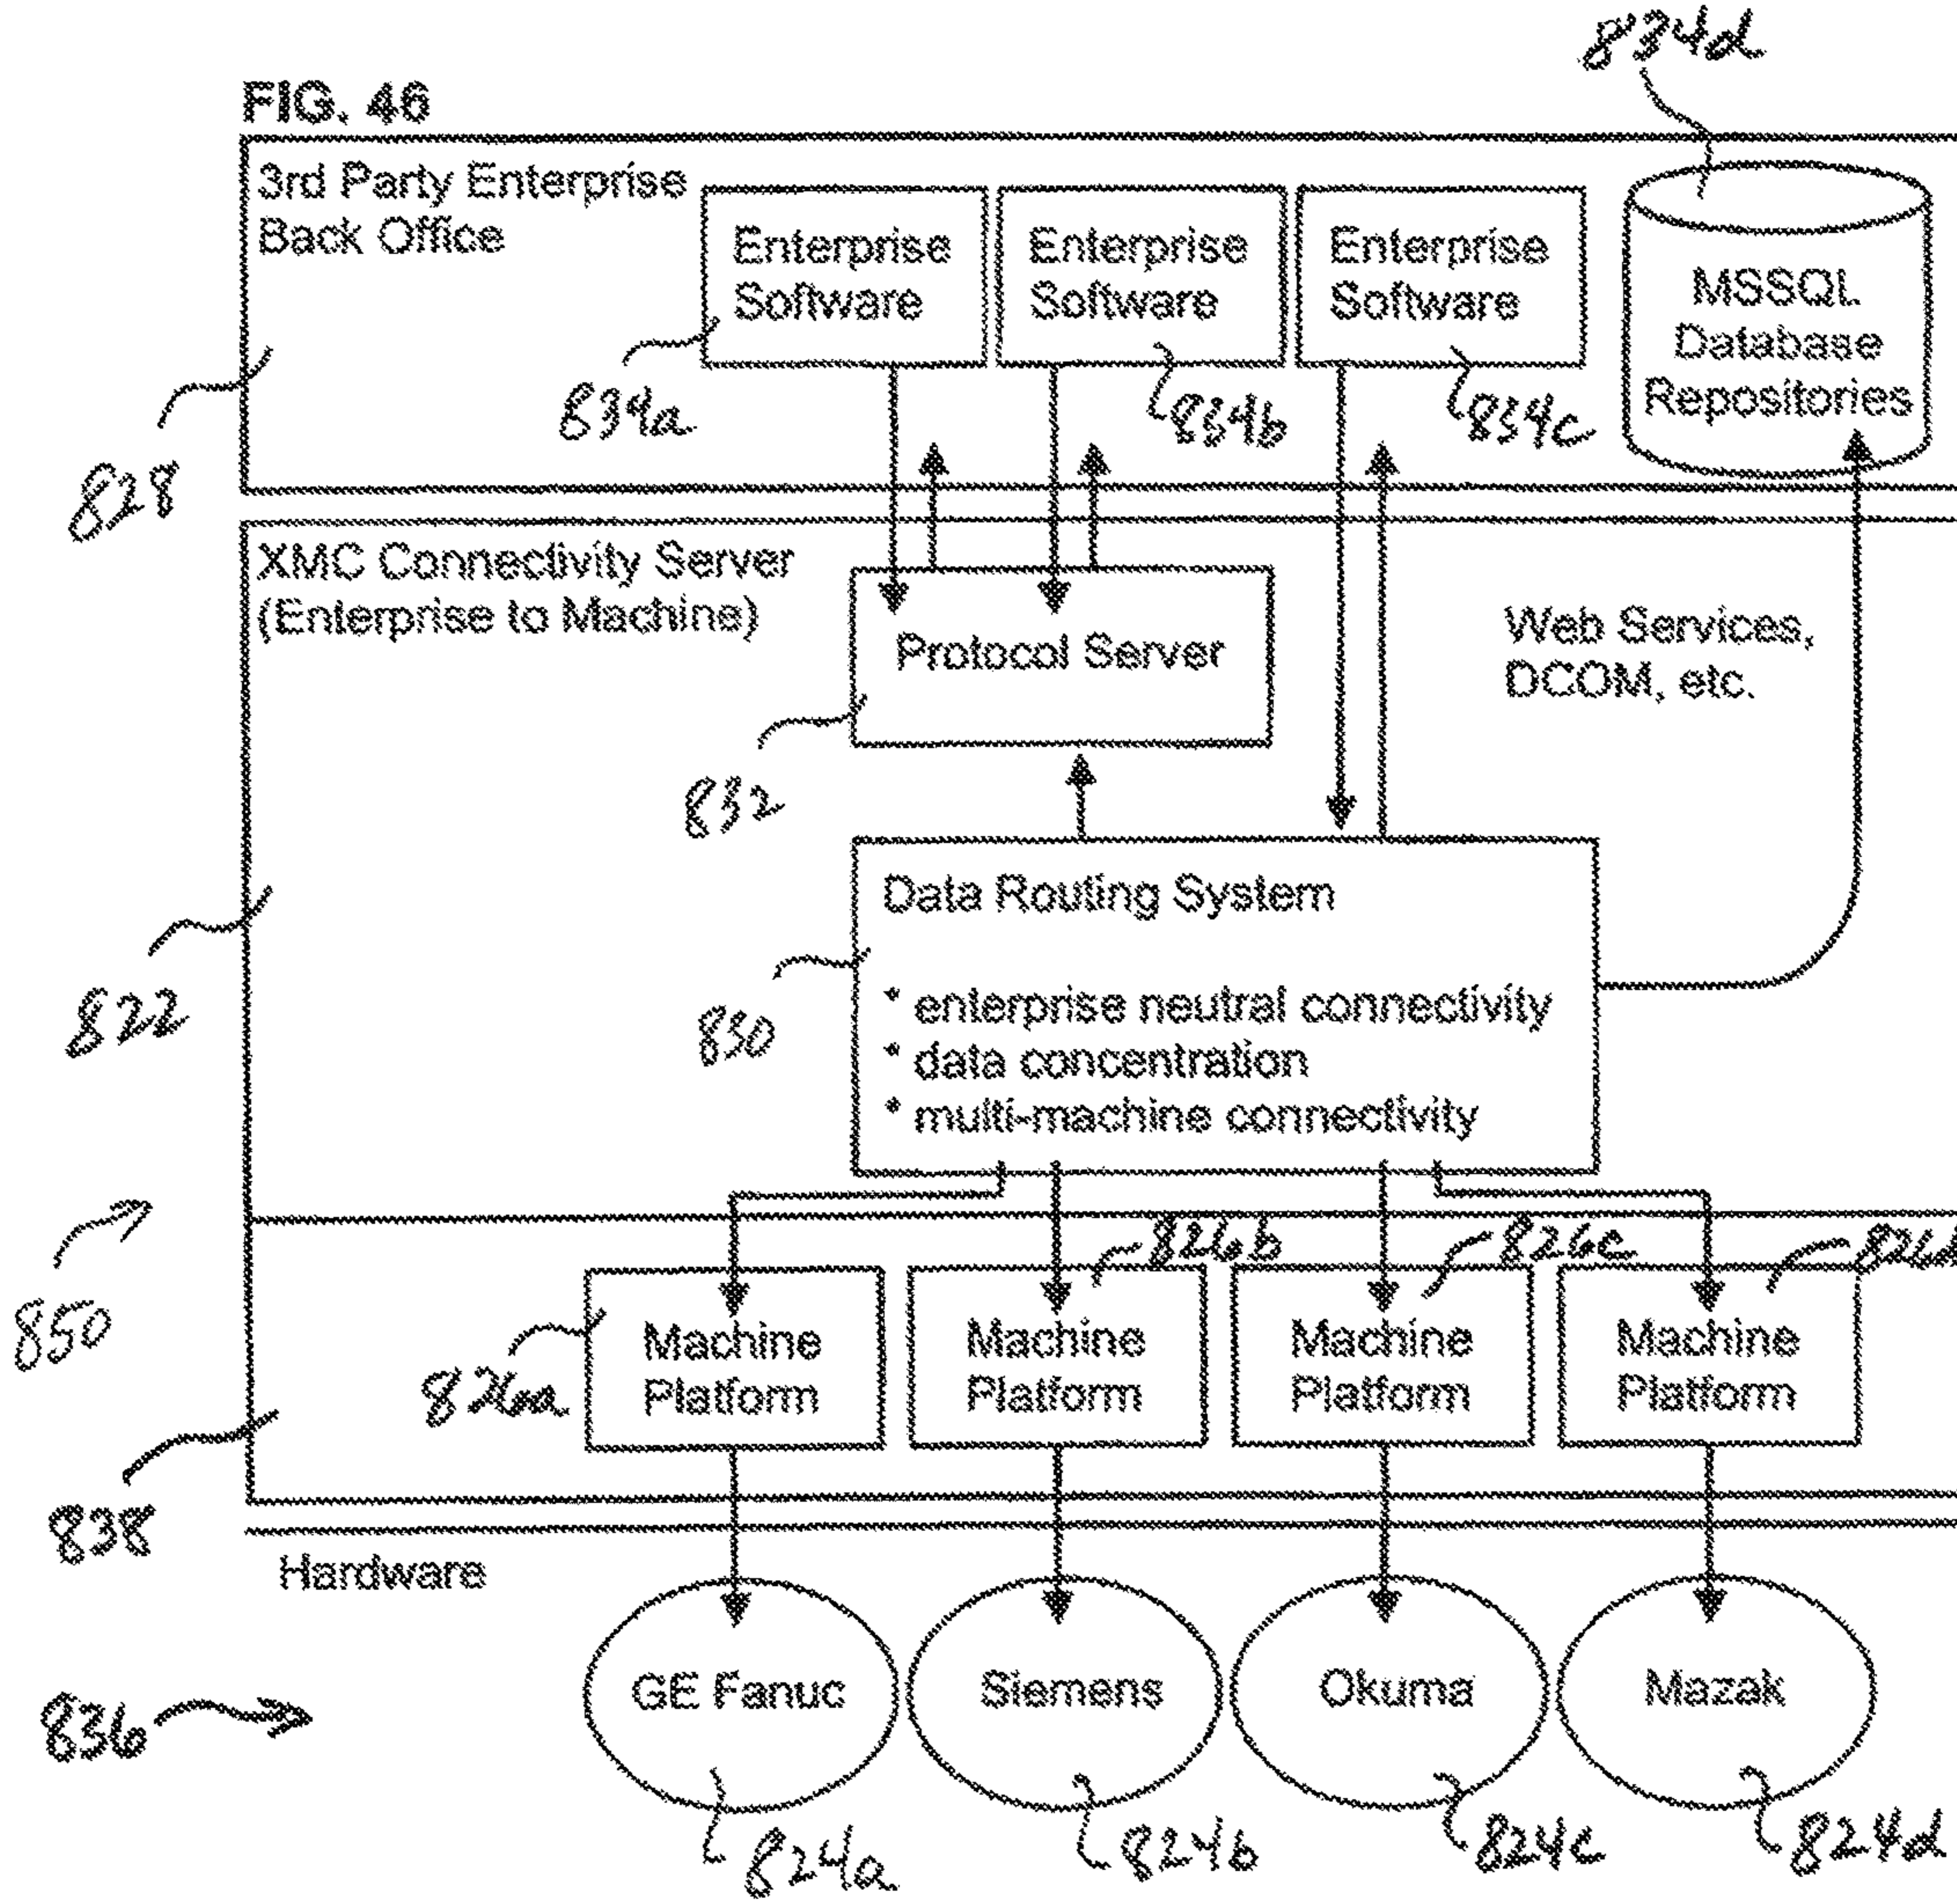 834d
FIG. 46
3rd Party Enterprise
Back Office
Enterprise
Software
Enterprise
Software
Enterprise
Software
MSSQL
Database
Repositories
834a
834b
834c
828
XMC Connectivity Server
(Enterprise to Machine)
Protocol Server
Web Services,
DCOM, etc.
832
Data Routing System
822
830
* enterprise neutral connectivity
* data concentration
* multi-machine connectivity
850
826b
826c
826d
Machine
Platform
Machine
Platform
Machine
Platform
Machine
Platform
826a
838
Hardware
836
GE Fanuc
Siemens
Okuma
Mazak
824a
824b
824c
824d